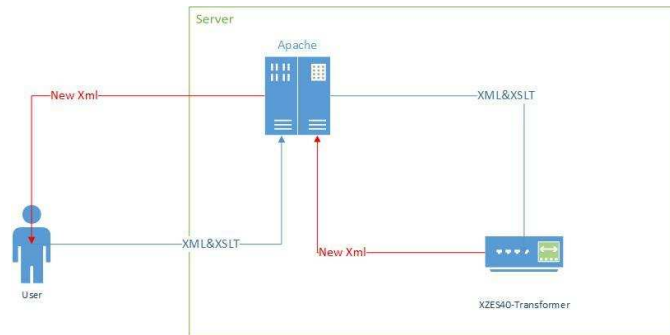 Server
Apache
New Xml
XML&XSLT
XML&XSLT
New Xml
User
XZES40-Transformer